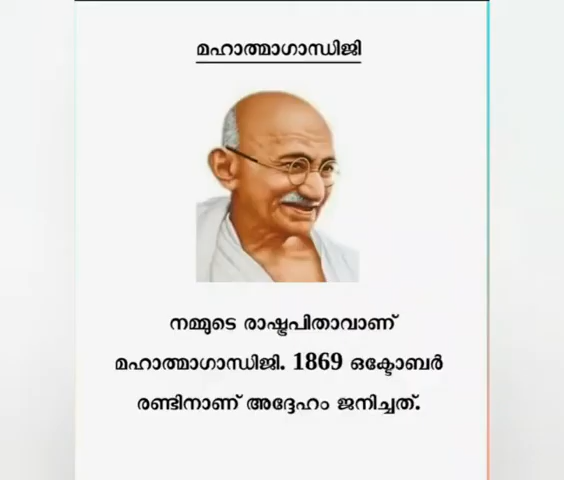 മഹാത്മാഗാന്ധിജി
നമ്മുടെ രാഷ്ട്രപിതാവാണ്
മഹാത്മാഗാന്ധിജി. 1869 ഒക്ടോബർ
രണ്ടിനാണ് അദ്ദേഹം ജനിച്ചത്.